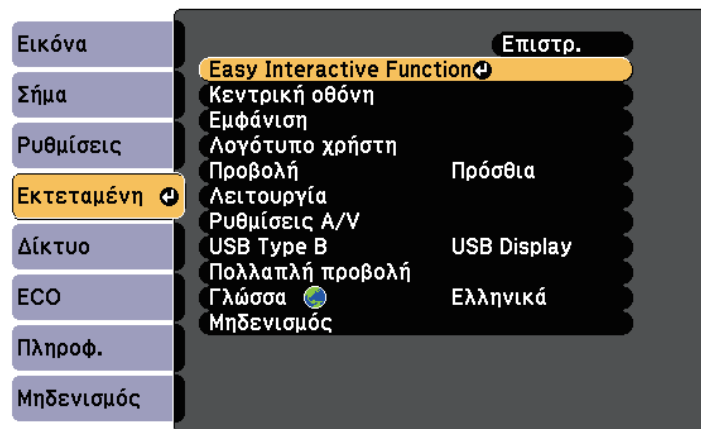 Εικόνα
Σήμα
Ρυθμίσεις
Εκτεταμένη
Δίκτυο
ECO
Πληροφ.
Μηδενισμός
Επιστρ.
Easy Interactive Function
Κεντρική οθόνη
Εμφάνιση
Λογότυπο χρήστη
Προβολή Πρόσθια
Λειτουργία
Ρυθμίσεις A/V
USB Type B USB Display
Πολλαπλή προβολή
Γλώσσα Ελληνικά
Μηδενισμός